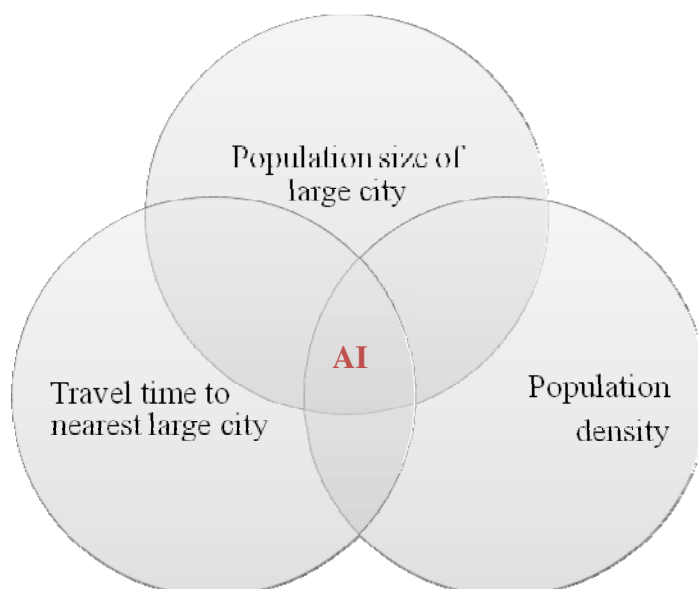 Population size of
large city
AI
Travel time to
nearest large city
Population
density